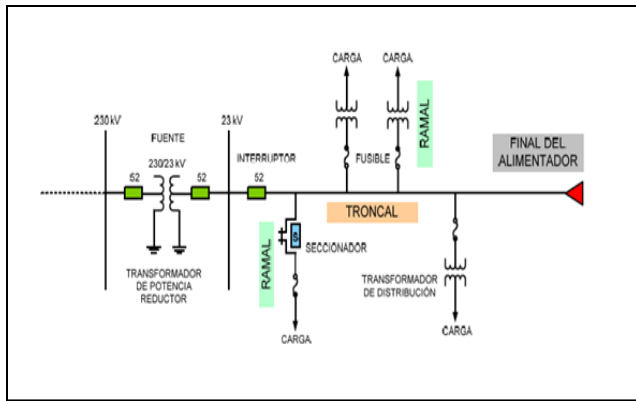 CARGA
CARGA.
230 kV
23 kV
FUENTE
230/23 kV
52
52
INTERRUPTOR
52
FUSIBLE
RAMAL
FINAL DEL
ALIMENTADOR
TRONCAL
RAMAL
SECCIONADOR
TRANSFORMADOR
DE POTENCIA
REDUCTOR
TRANSFORMADOR
DE DISTRIBUCIÓN
CARGA.
CARGA